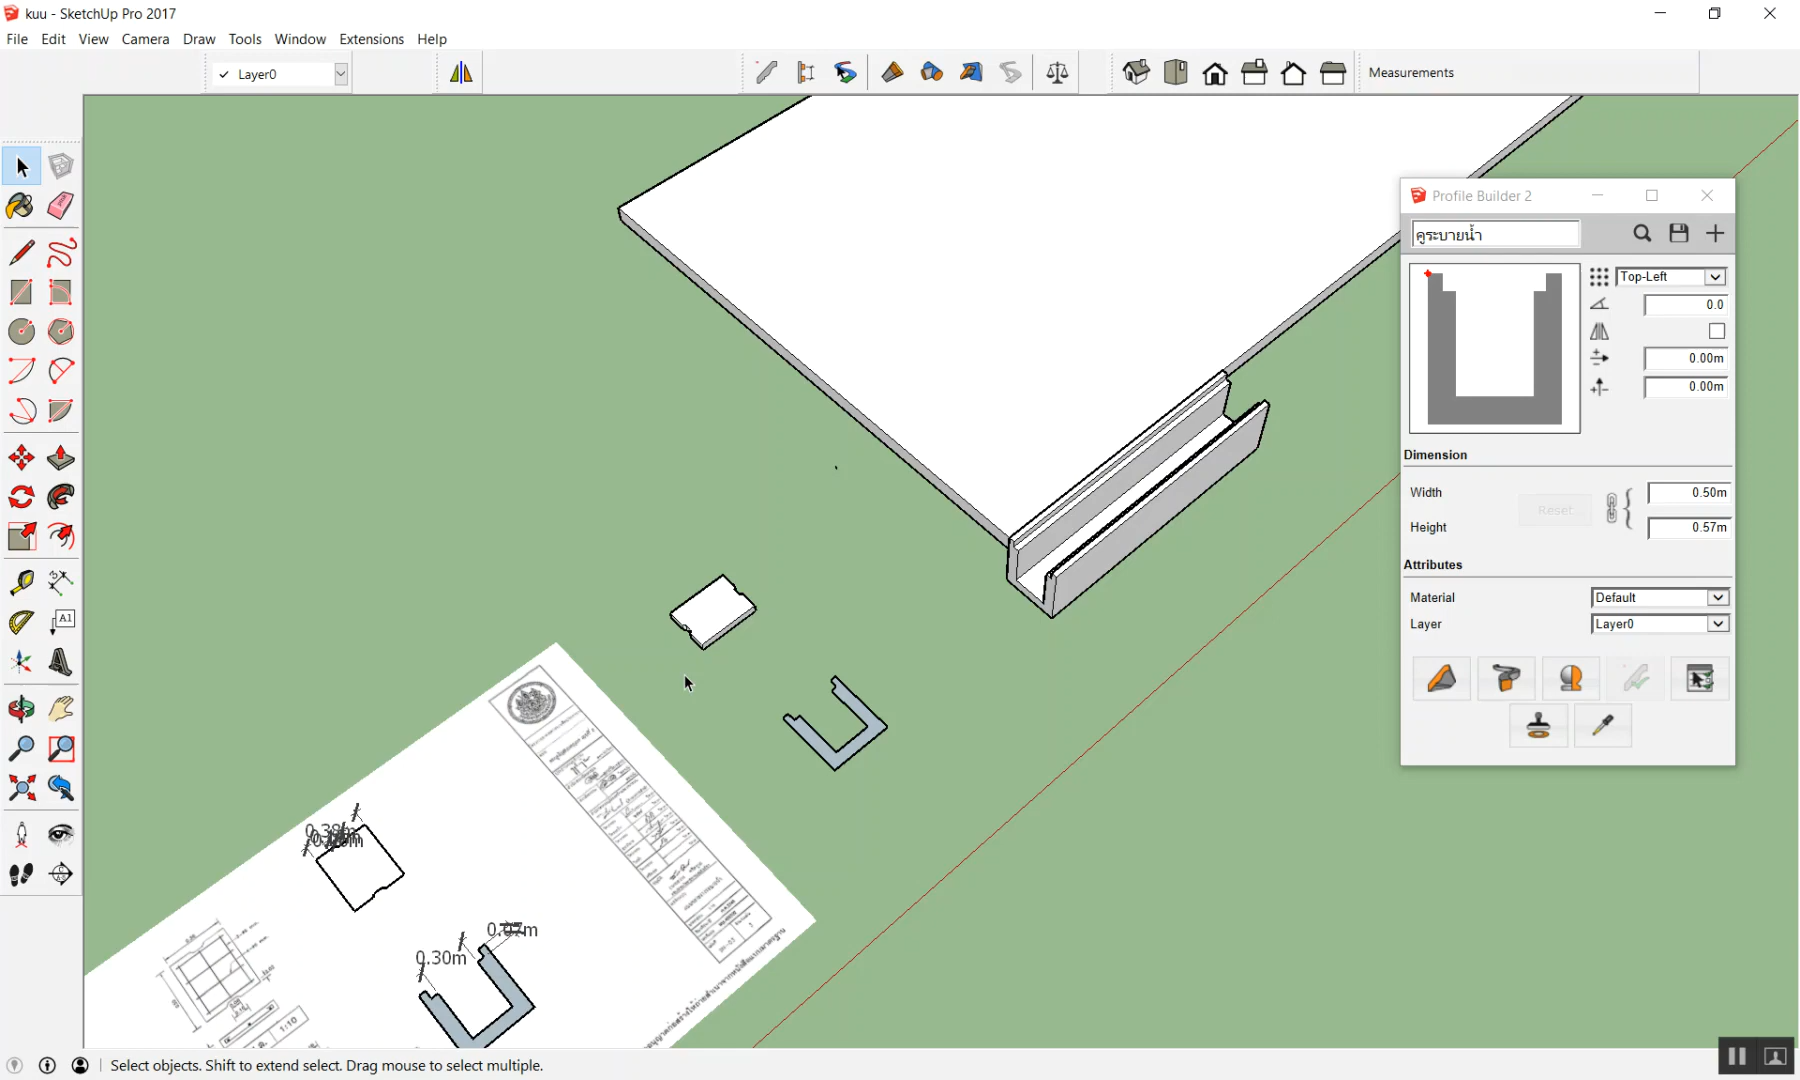 kuu - SketchUp Pro 2017
File Edit View Camera Draw Tools Window Extensions Help
Layer0
Measurements
Profile Builder 2
คูระบายน้ำ
Top-Left
0.0
0.00m
0.00m
Dimension
Width 0.50m
Reset
Height 0.57m
Attributes
Material Default
Layer Layer0
A1
0.30m
1:10
Select objects. Shift to extend select. Drag mouse to select multiple.